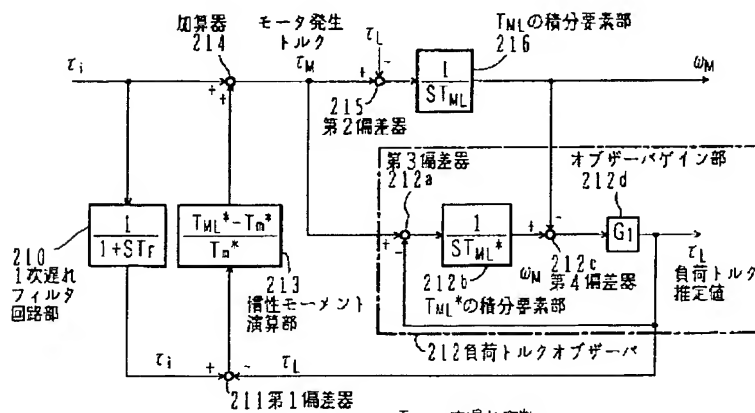 加算器
214
モータ発生
トルク
τL
TMLの積分要素部
216
τi
τM
ωM
+
+
+
-
1
STML
215
第2偏差器
第3偏差器
212a
オブザーバゲイン部
212d
210
1次遅れ
フィルタ
回路部
1
1+STF
TML*-Tm*
Tm*
213
慣性モーメント
演算部
+
-
1
STML*
+
-
G1
τL
負荷トルク
推定値
212b
TML*の積分要素部
ωM
212c
第4偏差器
212負荷トルクオブザーバ
τi
+
-
τL
211第1偏差器